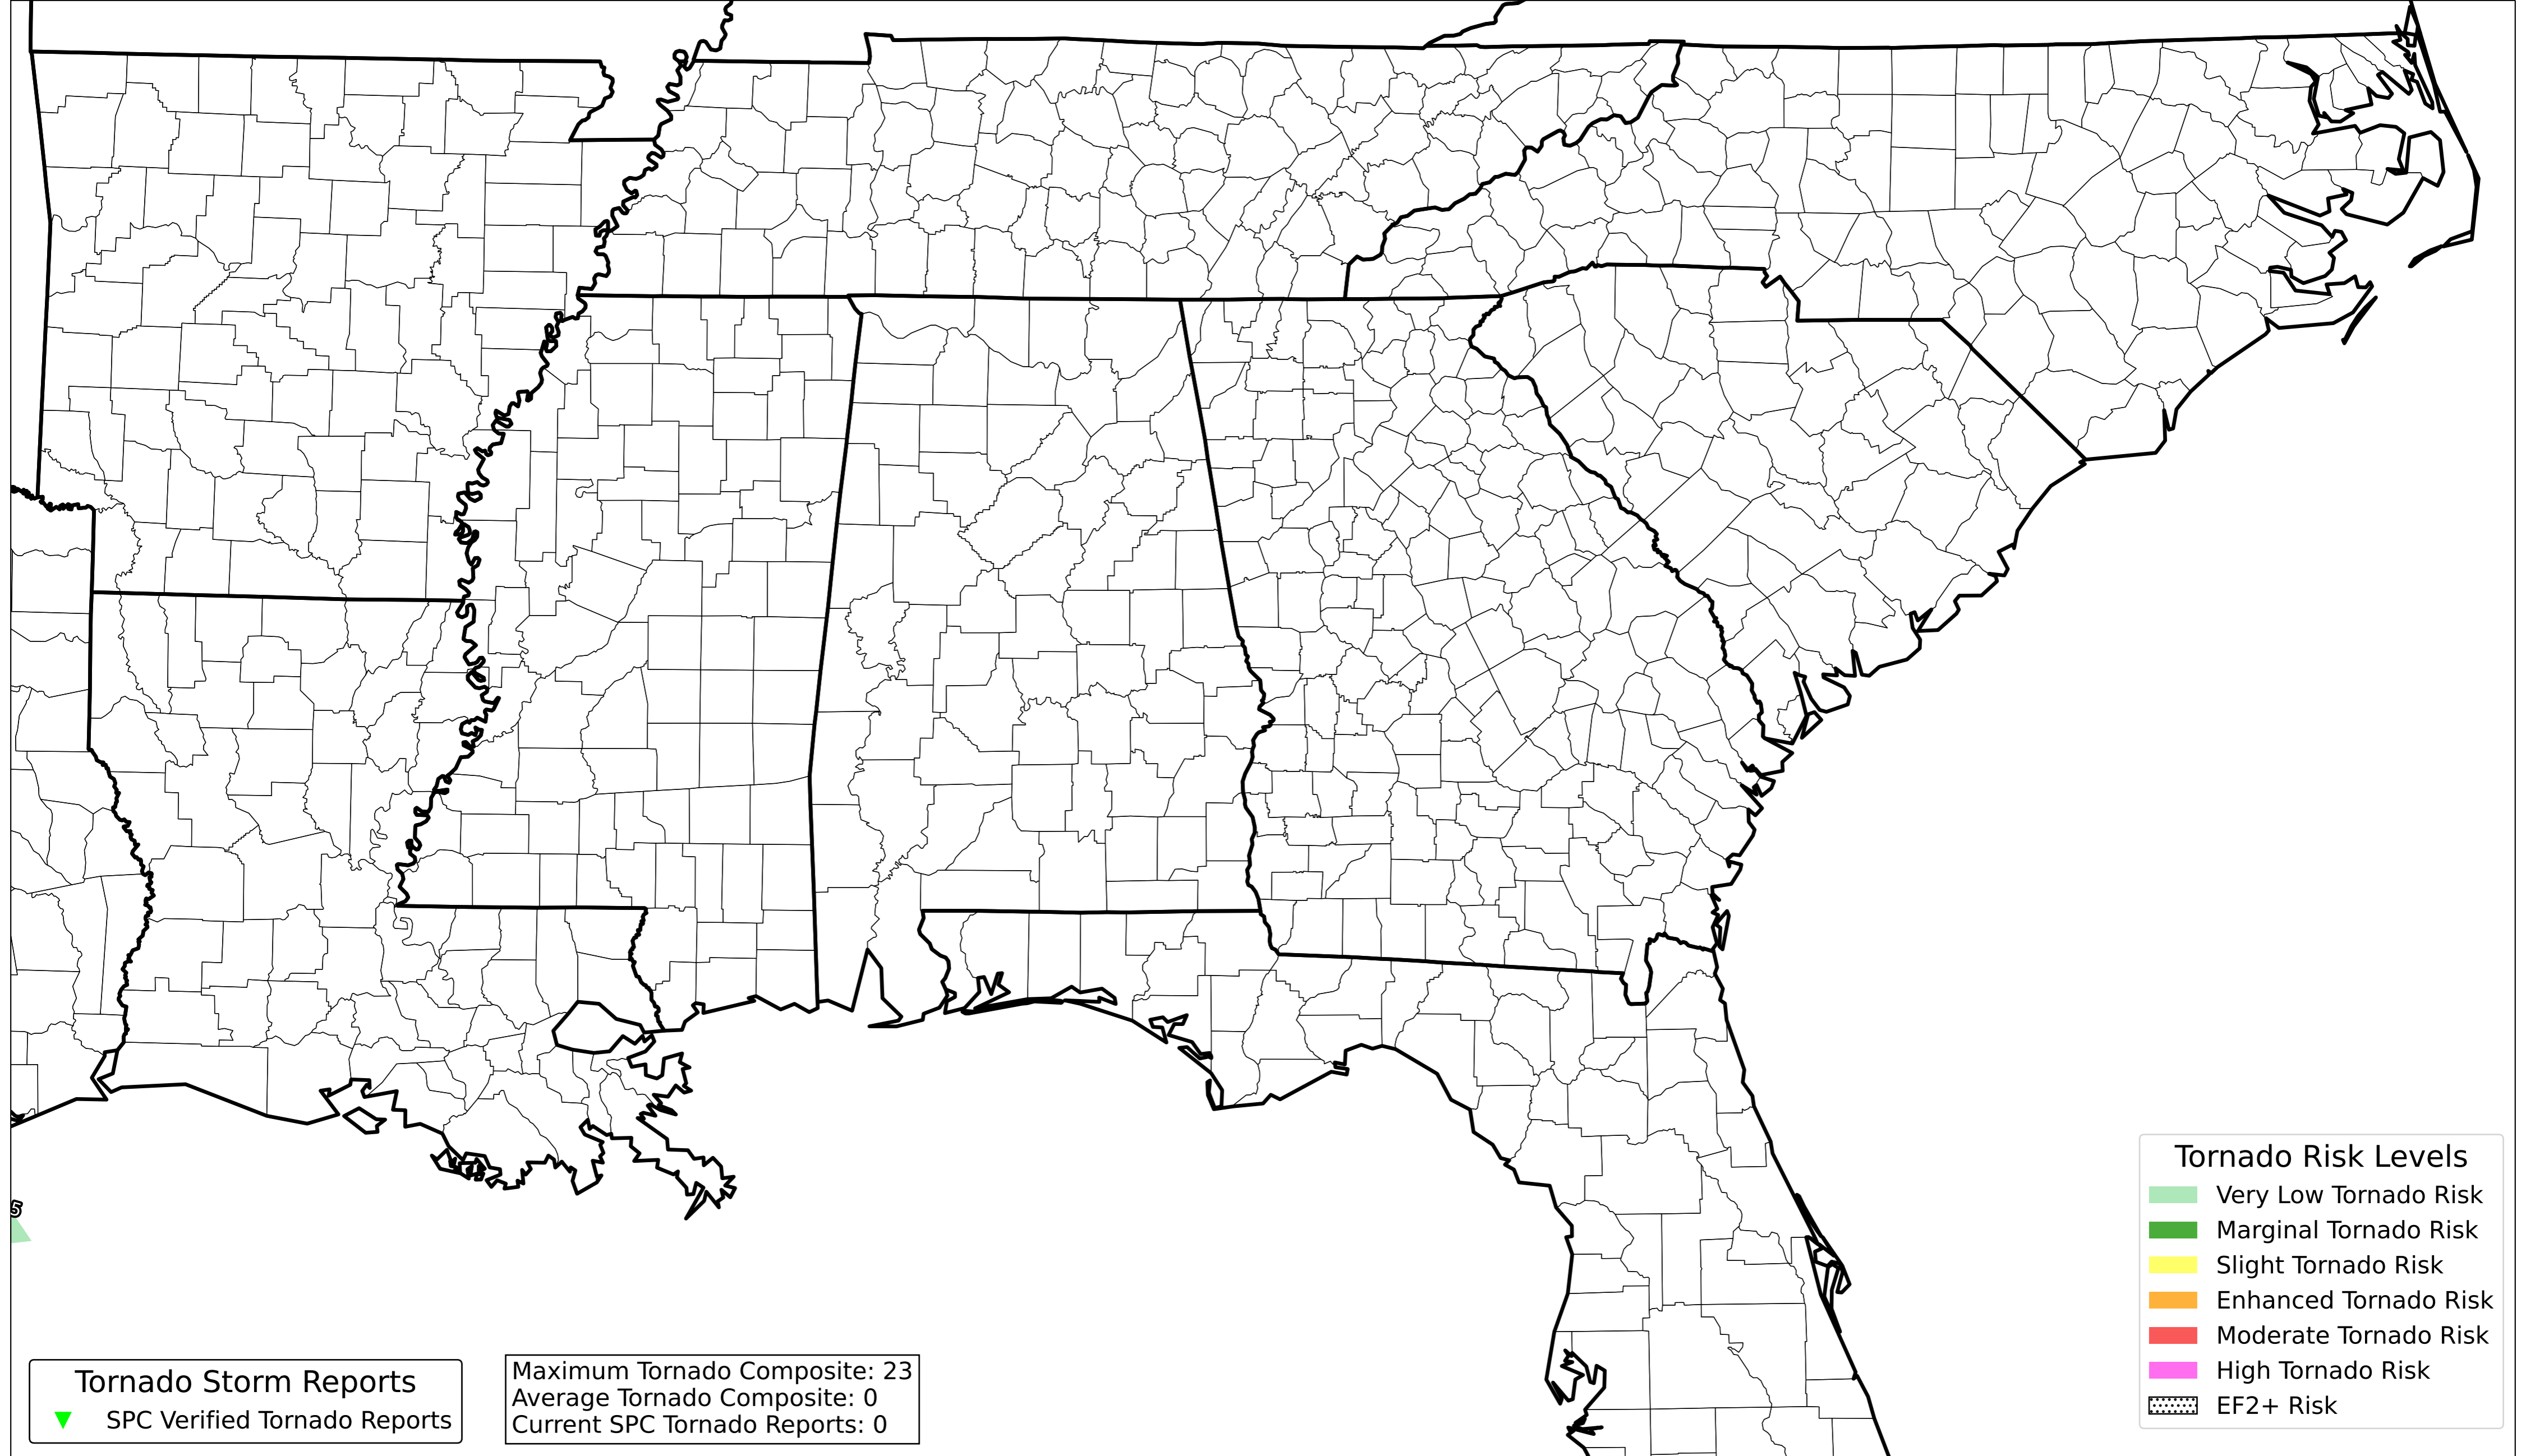 5
Tornado Storm Reports
SPC Verified Tornado Reports
Maximum Tornado Composite: 23
Average Tornado Composite: 0
Current SPC Tornado Reports: 0
Tornado Risk Levels
Very Low Tornado Risk
Marginal Tornado Risk
Slight Tornado Risk
Enhanced Tornado Risk
Moderate Tornado Risk
High Tornado Risk
EF2+ Risk